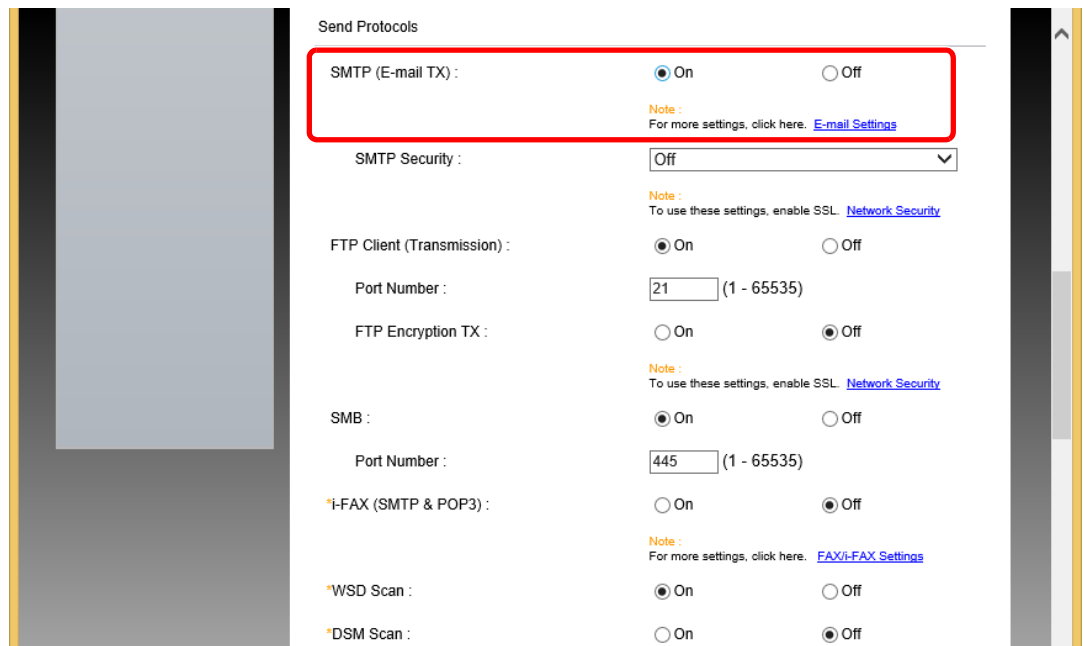 Send Protocols
SMTP (E-mail TX) : On Off
Note :
For more settings, click here. E-mail Settings
SMTP Security : Off
Note :
To use these settings, enable SSL. Network Security
FTP Client (Transmission) : On Off
Port Number : 21 (1 - 65535)
FTP Encryption TX : On Off
Note :
To use these settings, enable SSL. Network Security
SMB : On Off
Port Number : 445 (1 - 65535)
*i-FAX (SMTP & POP3) : On Off
Note :
For more settings, click here. FAX/i-FAX Settings
*WSD Scan : On Off
*DSM Scan : On Off